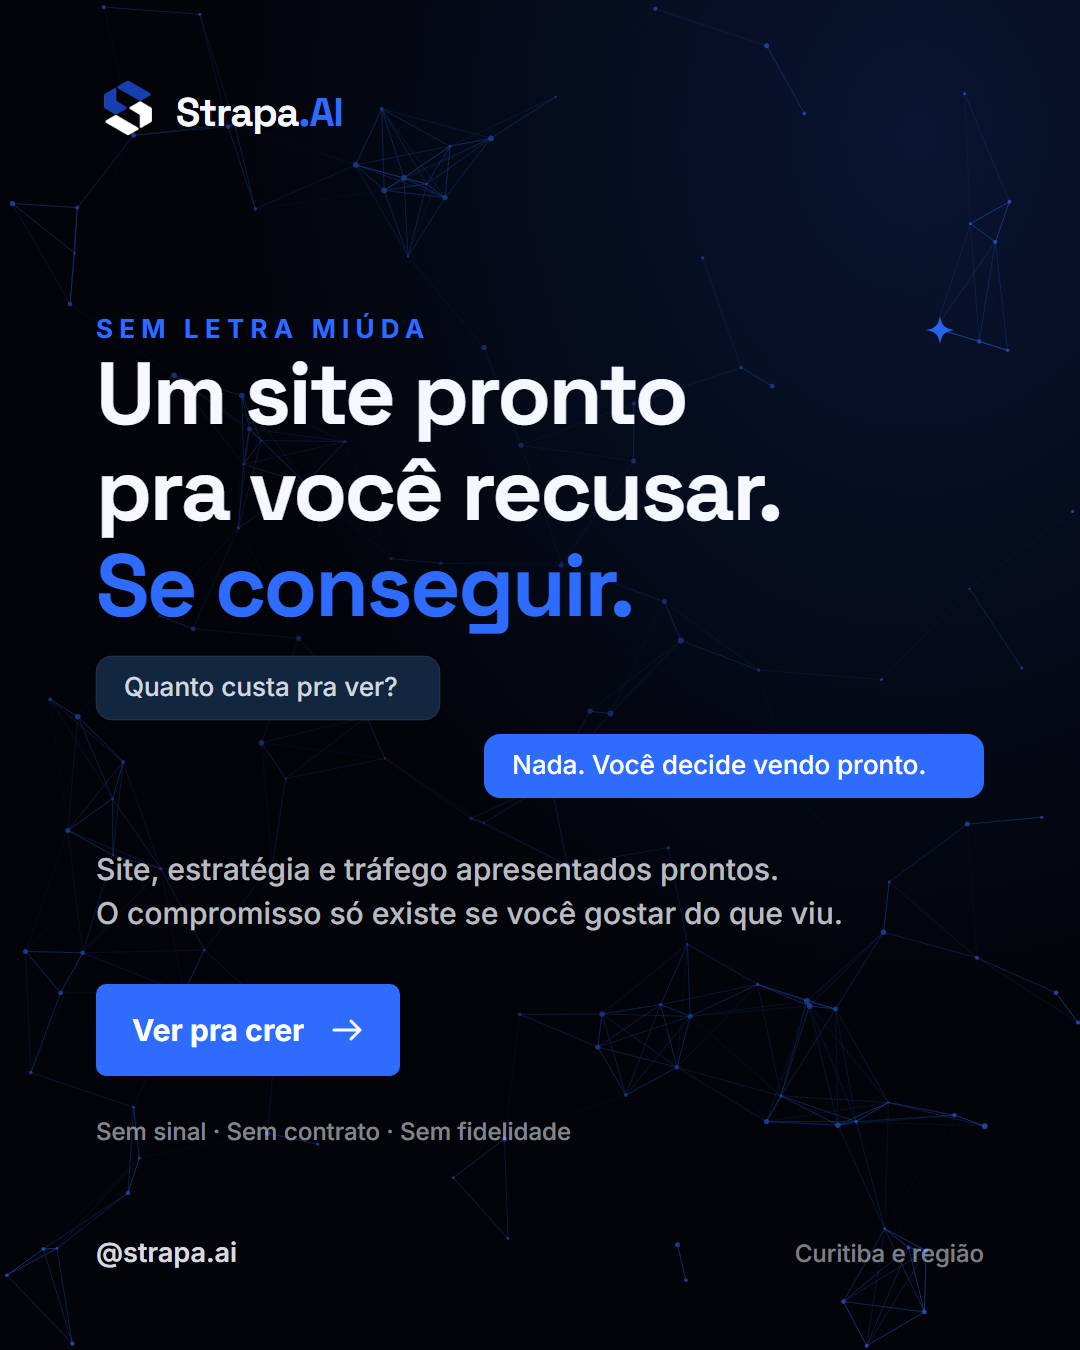 Strapa.AI
SEM LETRA MIÚDA
Um site pronto
pra você recusar.
Se conseguir.
Quanto custa pra ver?
Nada. Você decide vendo pronto.
Site, estratégia e tráfego apresentados prontos.
O compromisso só existe se você gostar do que viu.
Ver pra crer →
Sem sinal · Sem contrato · Sem fidelidade
@strapa.ai
Curitiba e região